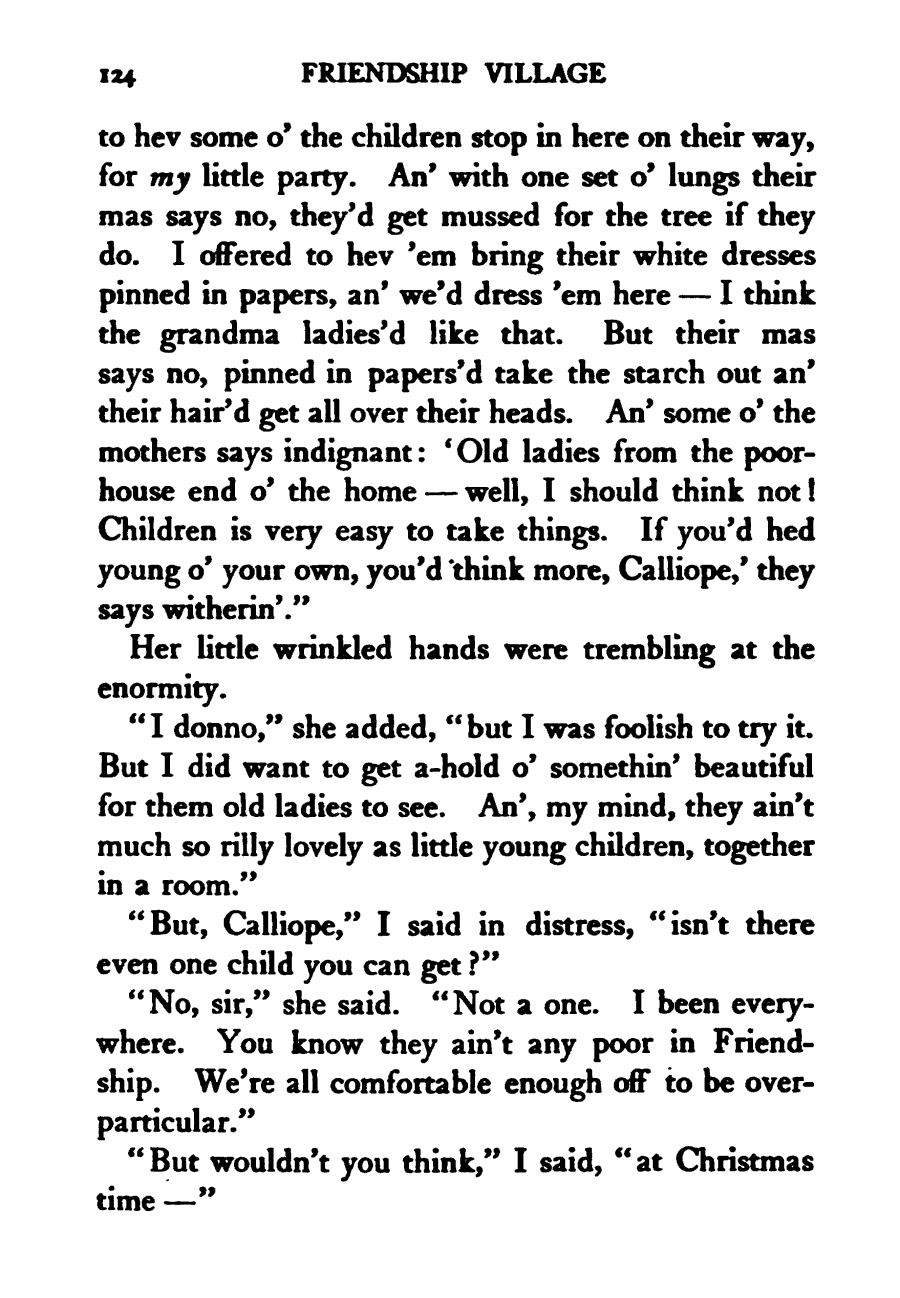 124 FRIENDSHIP VILLAGE
to hev some o’ the children stop in here on their way,
for my little party. An’ with one set o’ lungs their
mas says no, they’d get mussed for the tree if they
do. I offered to hev ’em bring their white dresses
pinned in papers, an’ we’d dress ’em here — I think
the grandma ladies’d like that. But their mas
says no, pinned in papers’d take the starch out an’
their hair’d get all over their heads. An’ some o’ the
mothers says indignant: ‘Old ladies from the poor-
house end o’ the home — well, I should think not!
Children is very easy to take things. If you’d hed
young o’ your own, you’d think more, Calliope,’ they
says witherin’.”
Her little wrinkled hands were trembling at the
enormity.
“I donno,” she added, “but I was foolish to try it.
But I did want to get a-hold o’ somethin’ beautiful
for them old ladies to see. An’, my mind, they ain’t
much so rilly lovely as little young children, together
in a room.”
“But, Calliope,” I said in distress, “isn’t there
even one child you can get?”
“No, sir,” she said. “Not a one. I been every-
where. You know they ain’t any poor in Friend-
ship. We’re all comfortable enough off to be over-
particular.”
“But wouldn’t you think,” I said, “at Christmas
time —”